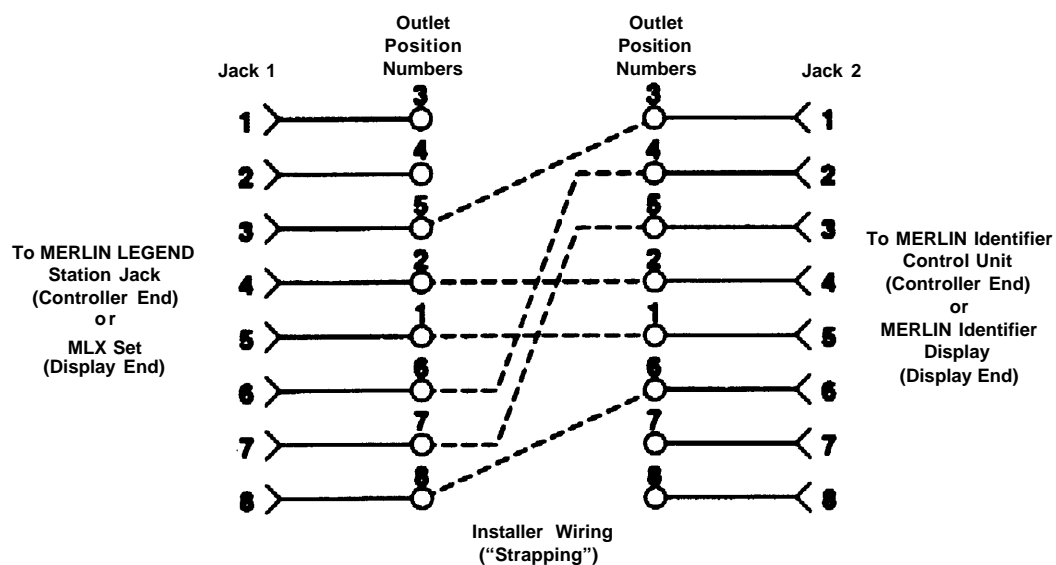 Outlet
Position
Numbers
Outlet
Position
Numbers
Jack 1
Jack 2
3
3
1
1
4
4
2
2
5
5
3
3
To MERLIN LEGEND
Station Jack
(Controller End)
or
MLX Set
(Display End)
2
2
4
4
To MERLIN Identifier
Control Unit
(Controller End)
or
MERLIN Identifier
Display
(Display End)
1
1
5
5
6
6
6
6
7
7
7
7
8
8
8
8
Installer Wiring
("Strapping")